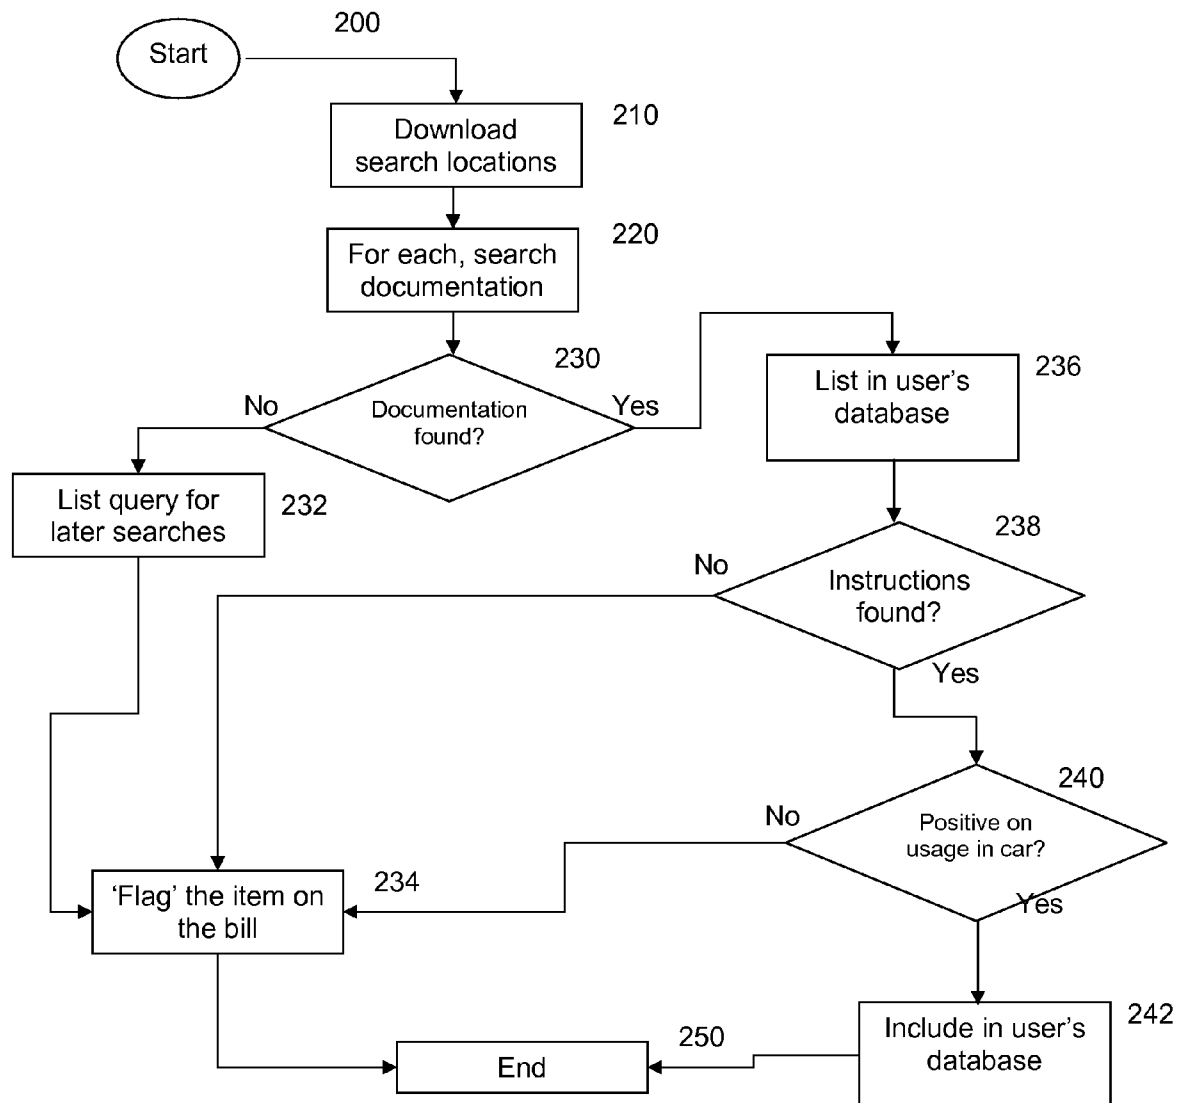 200
Start
210
Download
search locations
220
For each, search
documentation
230
No
Documentation
found?
Yes
236
List in user's
database
List query for
later searches
232
238
No
Instructions
found?
Yes
240
No
Positive on
usage in car?
Yes
234
‘Flag’ the item on
the bill
242
Include in user's
database
250
End